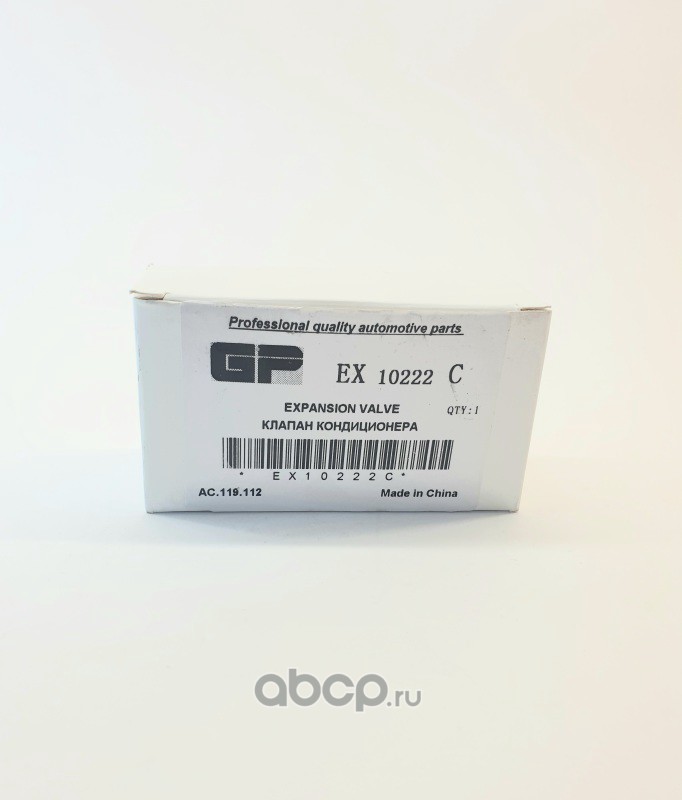 Professional quality automotive parts
GP EX 10222 C
EXPANSION VALVE QTY:1
КЛАПАН КОНДИЦИОНЕРА
* EX10222C*
AC.119.112 Made in China
abcp.ru